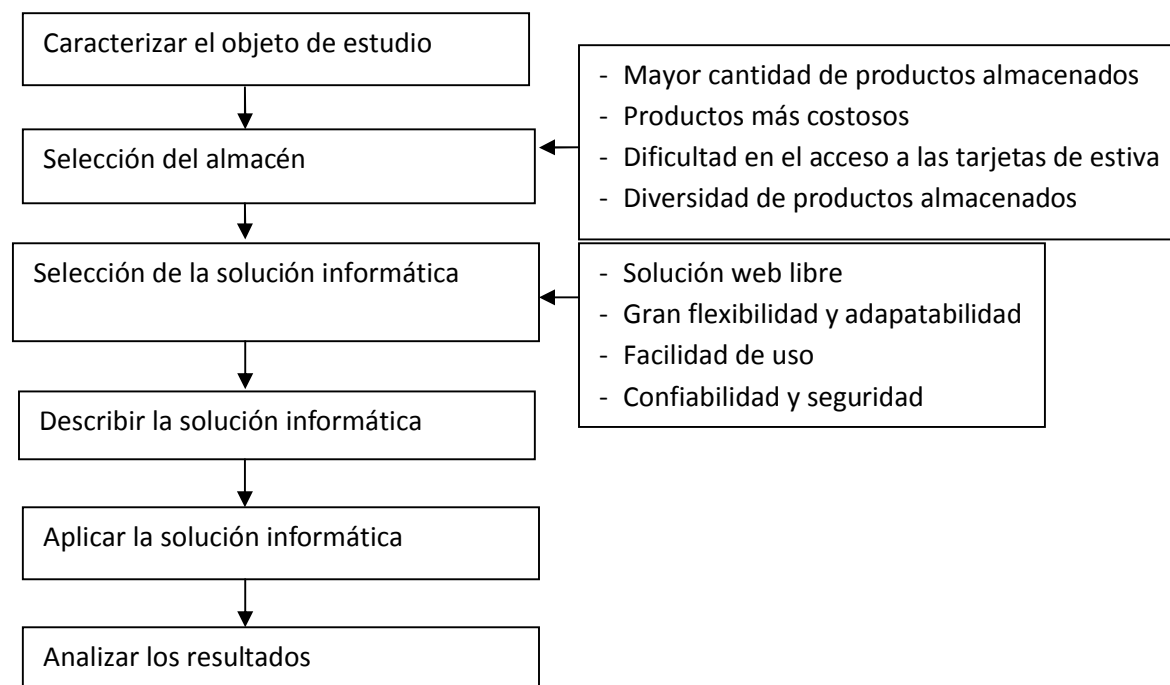 Caracterizar el objeto de estudio
Selección del almacén
- Mayor cantidad de productos almacenados
- Productos más costosos
- Dificultad en el acceso a las tarjetas de estiva
- Diversidad de productos almacenados
Selección de la solución informática
- Solución web libre
- Gran flexibilidad y adapatabilidad
- Facilidad de uso
- Confiabilidad y seguridad
Describir la solución informática
Aplicar la solución informática
Analizar los resultados